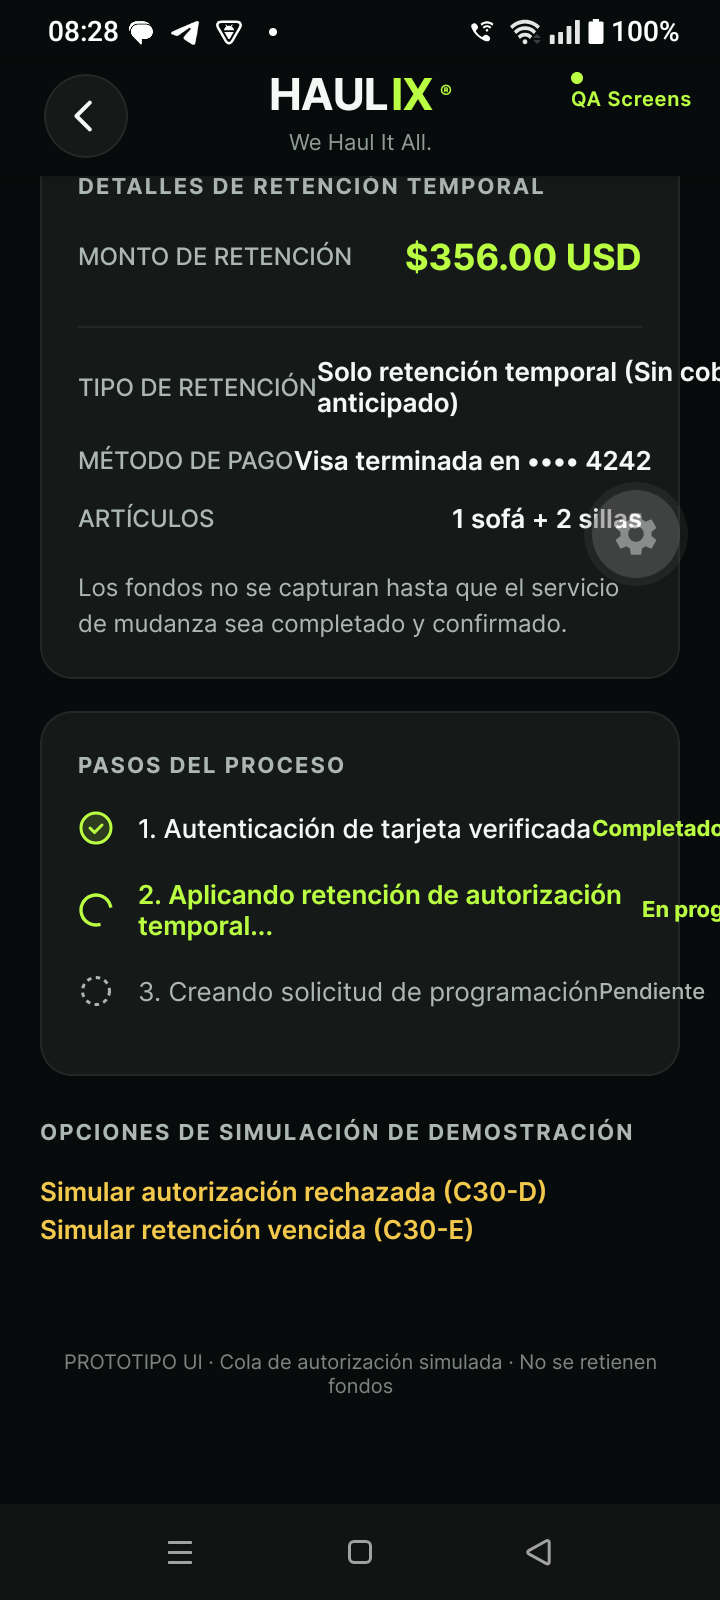 08:28
100%
HAULIX ®
QA Screens
We Haul It All.
DETALLES DE RETENCIÓN TEMPORAL
MONTO DE RETENCIÓN
$356.00 USD
TIPO DE RETENCIÓN
Solo retención temporal (Sin cob
anticipado)
MÉTODO DE PAGO
Visa terminada en •••• 4242
ARTÍCULOS
1 sofá + 2 sillas
Los fondos no se capturan hasta que el servicio
de mudanza sea completado y confirmado.
PASOS DEL PROCESO
1. Autenticación de tarjeta verificada
Completado
2. Aplicando retención de autorización
temporal...
En prog
3. Creando solicitud de programación
Pendiente
OPCIONES DE SIMULACIÓN DE DEMOSTRACIÓN
Simular autorización rechazada (C30-D)
Simular retención vencida (C30-E)
PROTOTIPO UI · Cola de autorización simulada · No se retienen
fondos